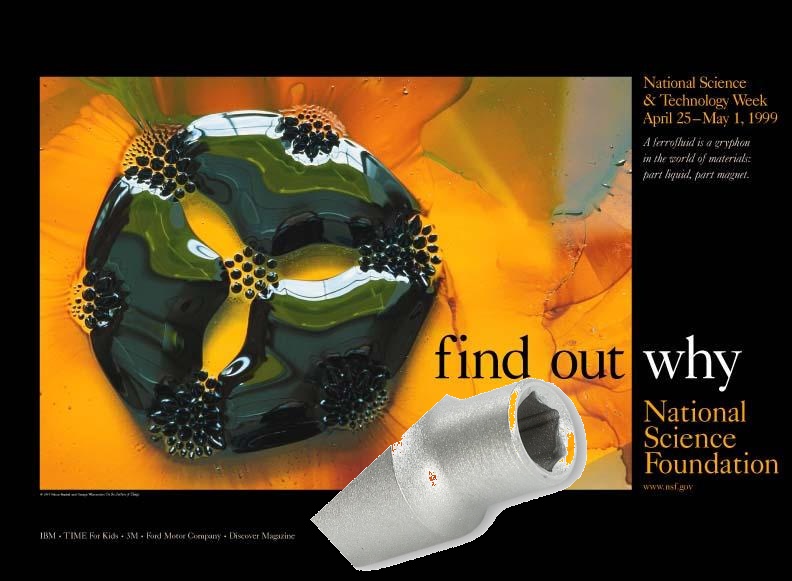 National Science
& Technology Week
April 25–May 1, 1999
A ferrofluid is a gryphon
in the world of materials:
part liquid, part magnet.
find out why
National
Science
Foundation
www.nsf.gov
IBM • TIME For Kids • 3M • Ford Motor Company • Discover Magazine